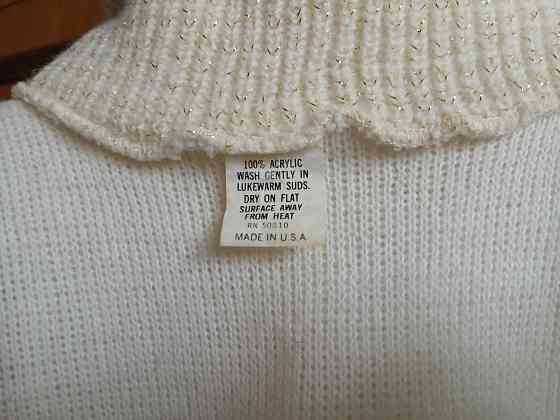 100% ACRYLIC
WASH GENTLY IN
LUKEWARM SUDS.
DRY ON FLAT
SURFACE AWAY
FROM HEAT
RN 50810
MADE IN U.S.A